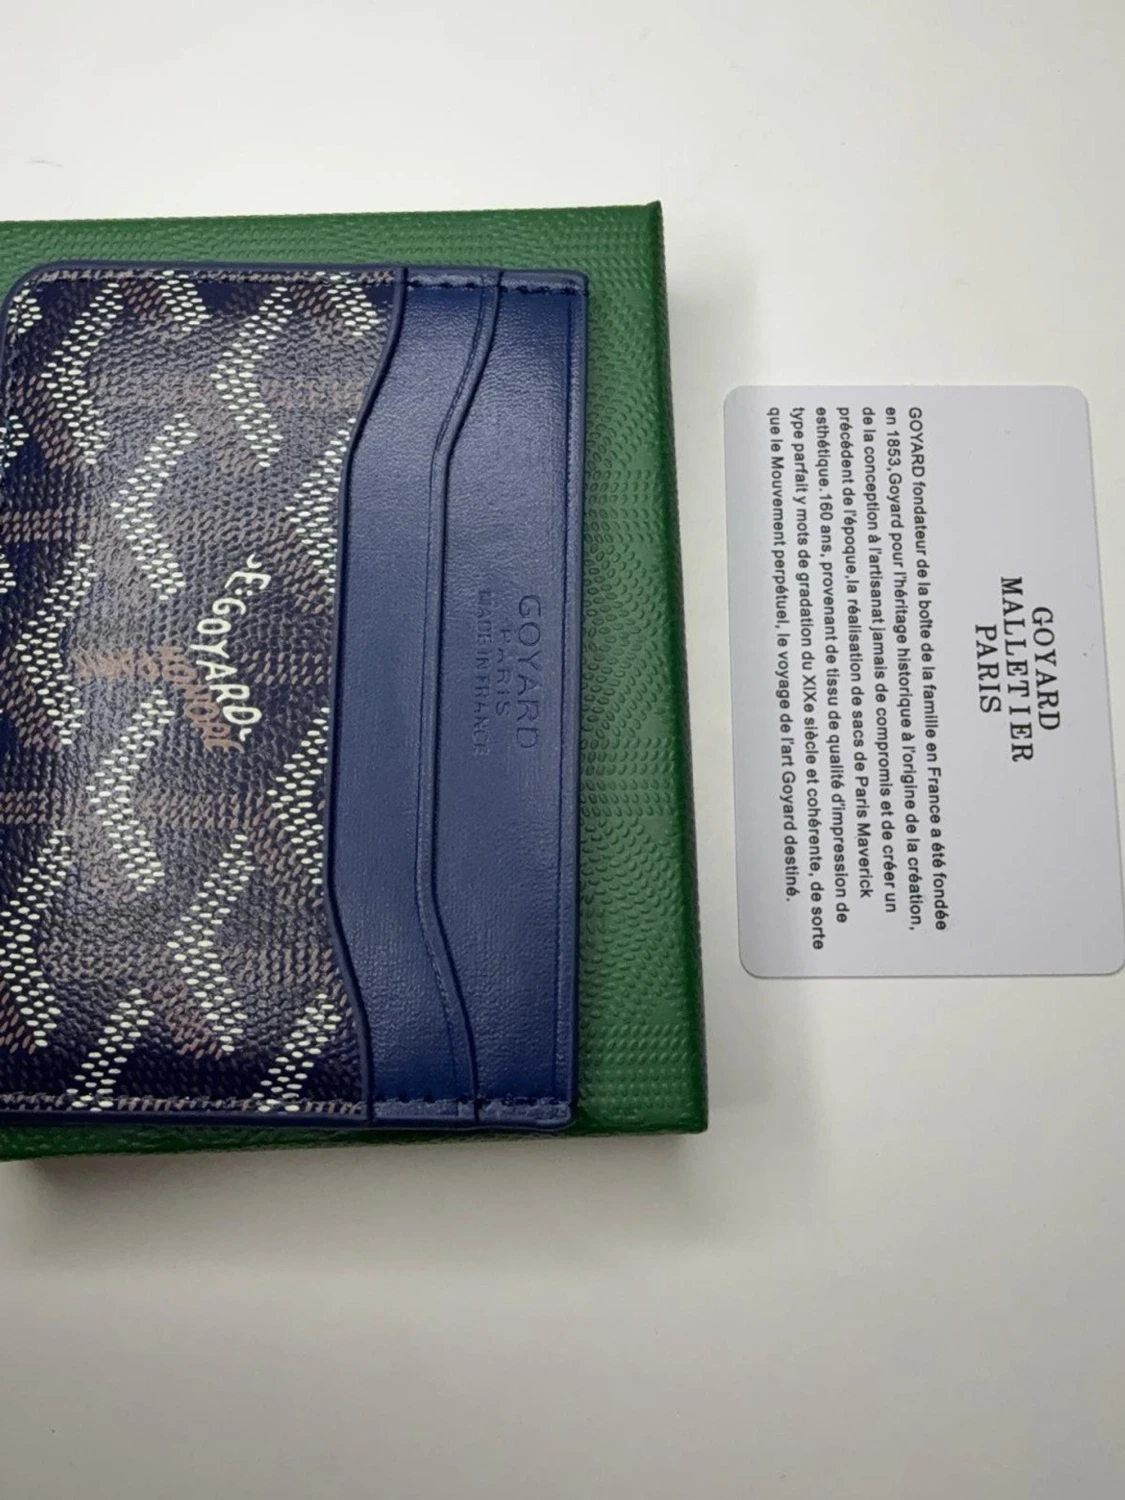 E·GOYARD
HONORE
GOYARD
PARIS
MADE IN FRANCE
GOYARD
MALLETIER
PARIS
GOYARD fondateur de la boîte de la famille en France a été fondée
en 1853,Goyard pour l'héritage historique à l'origine de la création,
de la conception à l'artisanat jamais de compromis et de créer un
précédent de l'époque,la réalisation de sacs de Paris Maverick
esthétique.160 ans, provenant de tissu de qualité d'impression de
type parfait y mots de gradation du XIXe siècle et cohérente, de sorte
que le Mouvement perpétuel, le voyage de l'art Goyard destiné.